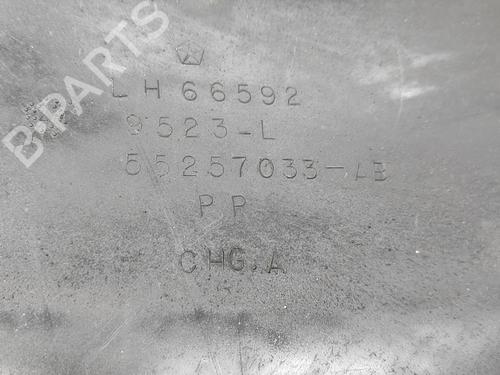 B-PARTS
LH 66592
9523-L
55257033-AB
PP
CHG.A